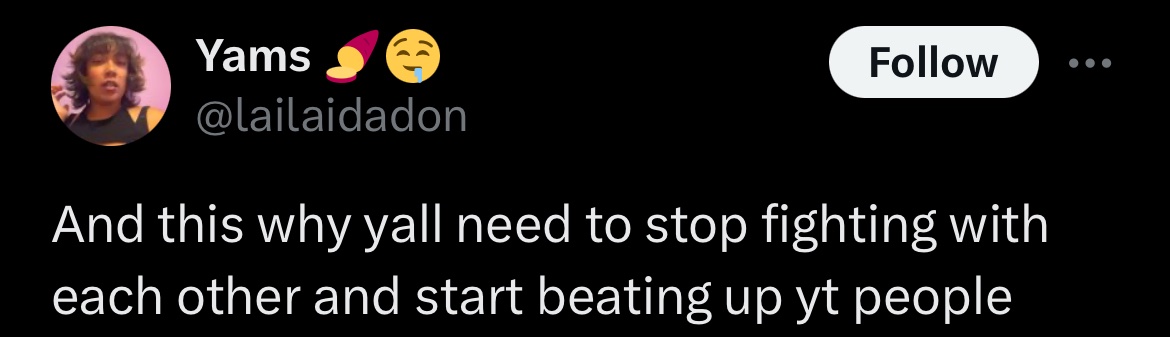 Yams 🍠🤤
Follow
@lailaidadon
And this why yall need to stop fighting with
each other and start beating up yt people